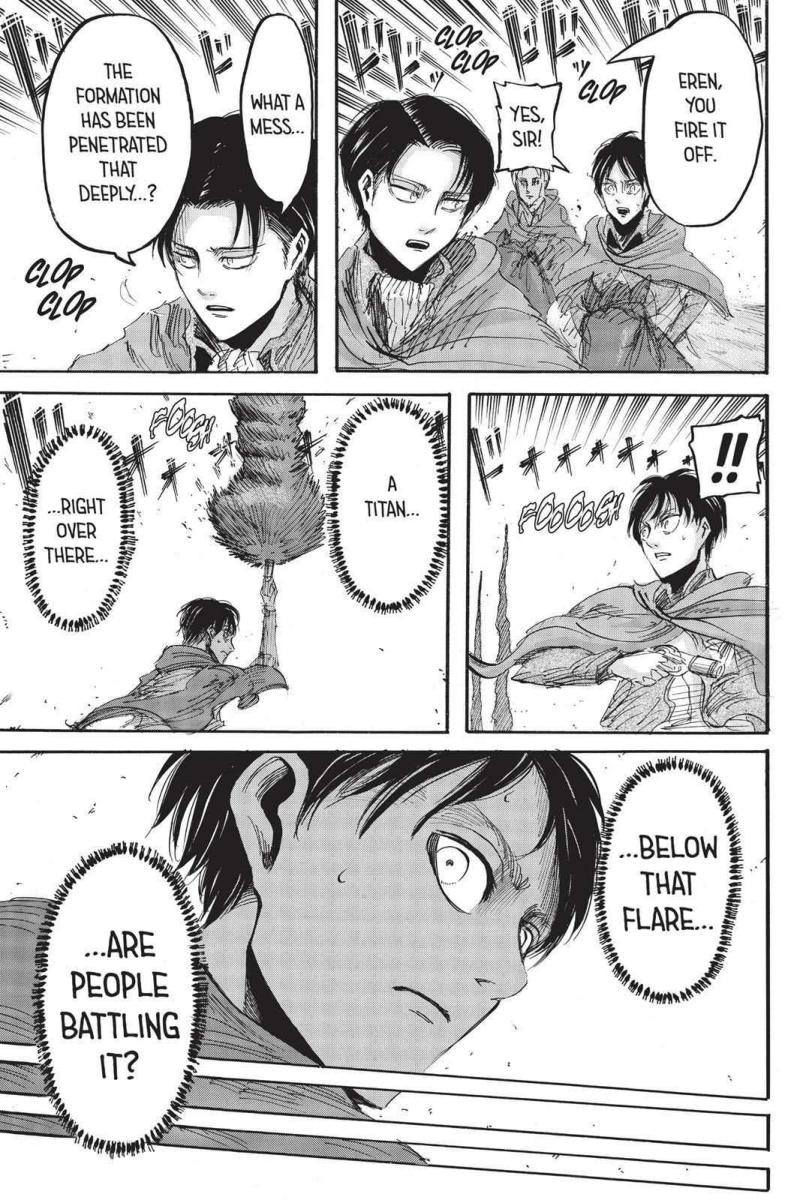 EREN,
YOU
FIRE IT
OFF.
YES,
SIR!
CLOP
CLOP
CLOP
WHAT A
MESS...
THE
FORMATION
HAS BEEN
PENETRATED
THAT
DEEPLY...?
CLOP
CLOP
!!
FOOOOSH
A
TITAN...
FOOSH
...RIGHT
OVER
THERE...
...BELOW
THAT
FLARE...
...ARE
PEOPLE
BATTLING
IT?